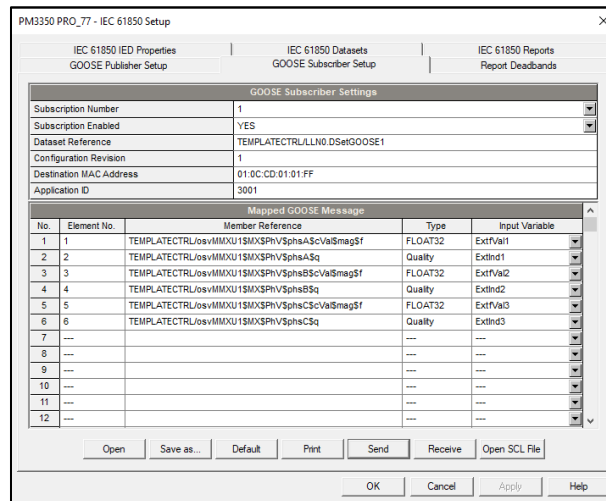 PM3350 PRO_77 - IEC 61850 Setup
IEC 61850 IED Properties IEC 61850 Datasets IEC 61850 Reports
GOOSE Publisher Setup GOOSE Subscriber Setup Report Deadbands
GOOSE Subscriber Settings
Subscription Number 1
Subscription Enabled YES
Dataset Reference TEMPLATECTRL/LLN0.DSetGOOSE1
Configuration Revision 1
Destination MAC Address 01:0C:CD:01:01:FF
Application ID 3001
Mapped GOOSE Message
No. Element No. Member Reference Type Input Variable
1 1 TEMPLATECTRL/osvMMXU1$MX$PhV$phsA$cVal$mag$f FLOAT32 ExtfVal1
2 2 TEMPLATECTRL/osvMMXU1$MX$PhV$phsA$q Quality ExtInd1
3 3 TEMPLATECTRL/osvMMXU1$MX$PhV$phsB$cVal$mag$f FLOAT32 ExtfVal2
4 4 TEMPLATECTRL/osvMMXU1$MX$PhV$phsB$q Quality ExtInd2
5 5 TEMPLATECTRL/osvMMXU1$MX$PhV$phsC$cVal$mag$f FLOAT32 ExtfVal3
6 6 TEMPLATECTRL/osvMMXU1$MX$PhV$phsC$q Quality ExtInd3
7 --- --- ---
8 --- --- ---
9 --- --- ---
10 --- --- ---
11 --- --- ---
12 --- --- ---
Open Save as... Default Print Send Receive Open SCL File
OK Cancel Apply Help